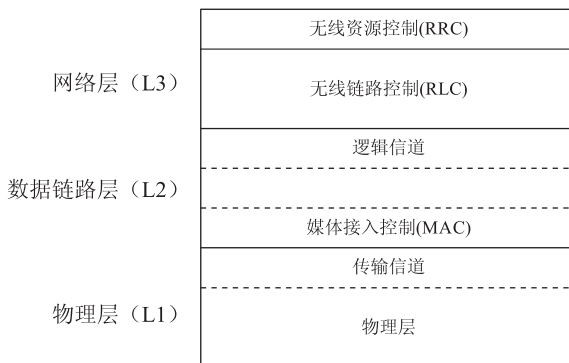 无线资源控制(RRC)
网络层（L3）
无线链路控制(RLC)
逻辑信道
数据链路层（L2）
媒体接入控制(MAC)
传输信道
物理层（L1）
物理层